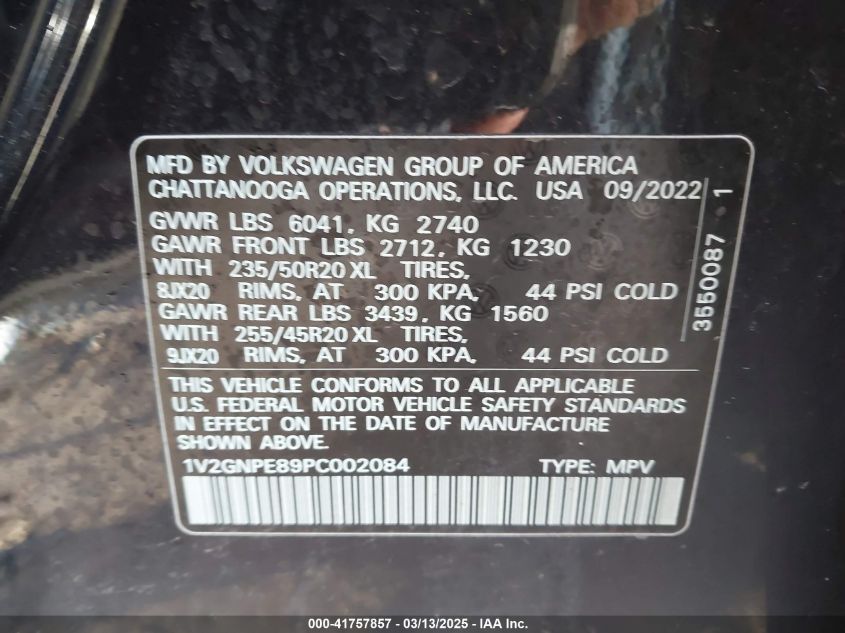 MFD BY VOLKSWAGEN GROUP OF AMERICA
CHATTANOOGA OPERATIONS, LLC. USA 09/2022
GVWR LBS 6041, KG 2740
GAWR FRONT LBS 2712, KG 1230
WITH 235/50R20 XL TIRES,
8JX20 RIMS, AT 300 KPA, 44 PSI COLD
GAWR REAR LBS 3439, KG 1560
WITH 255/45R20 XL TIRES,
9JX20 RIMS, AT 300 KPA, 44 PSI COLD
3550087 1
THIS VEHICLE CONFORMS TO ALL APPLICABLE
U.S. FEDERAL MOTOR VEHICLE SAFETY STANDARDS
IN EFFECT ON THE DATE OF MANUFACTURE
SHOWN ABOVE.
1V2GNPE89PC002084 TYPE: MPV
000-41757857 / 03/13/2025 - IAA Inc.